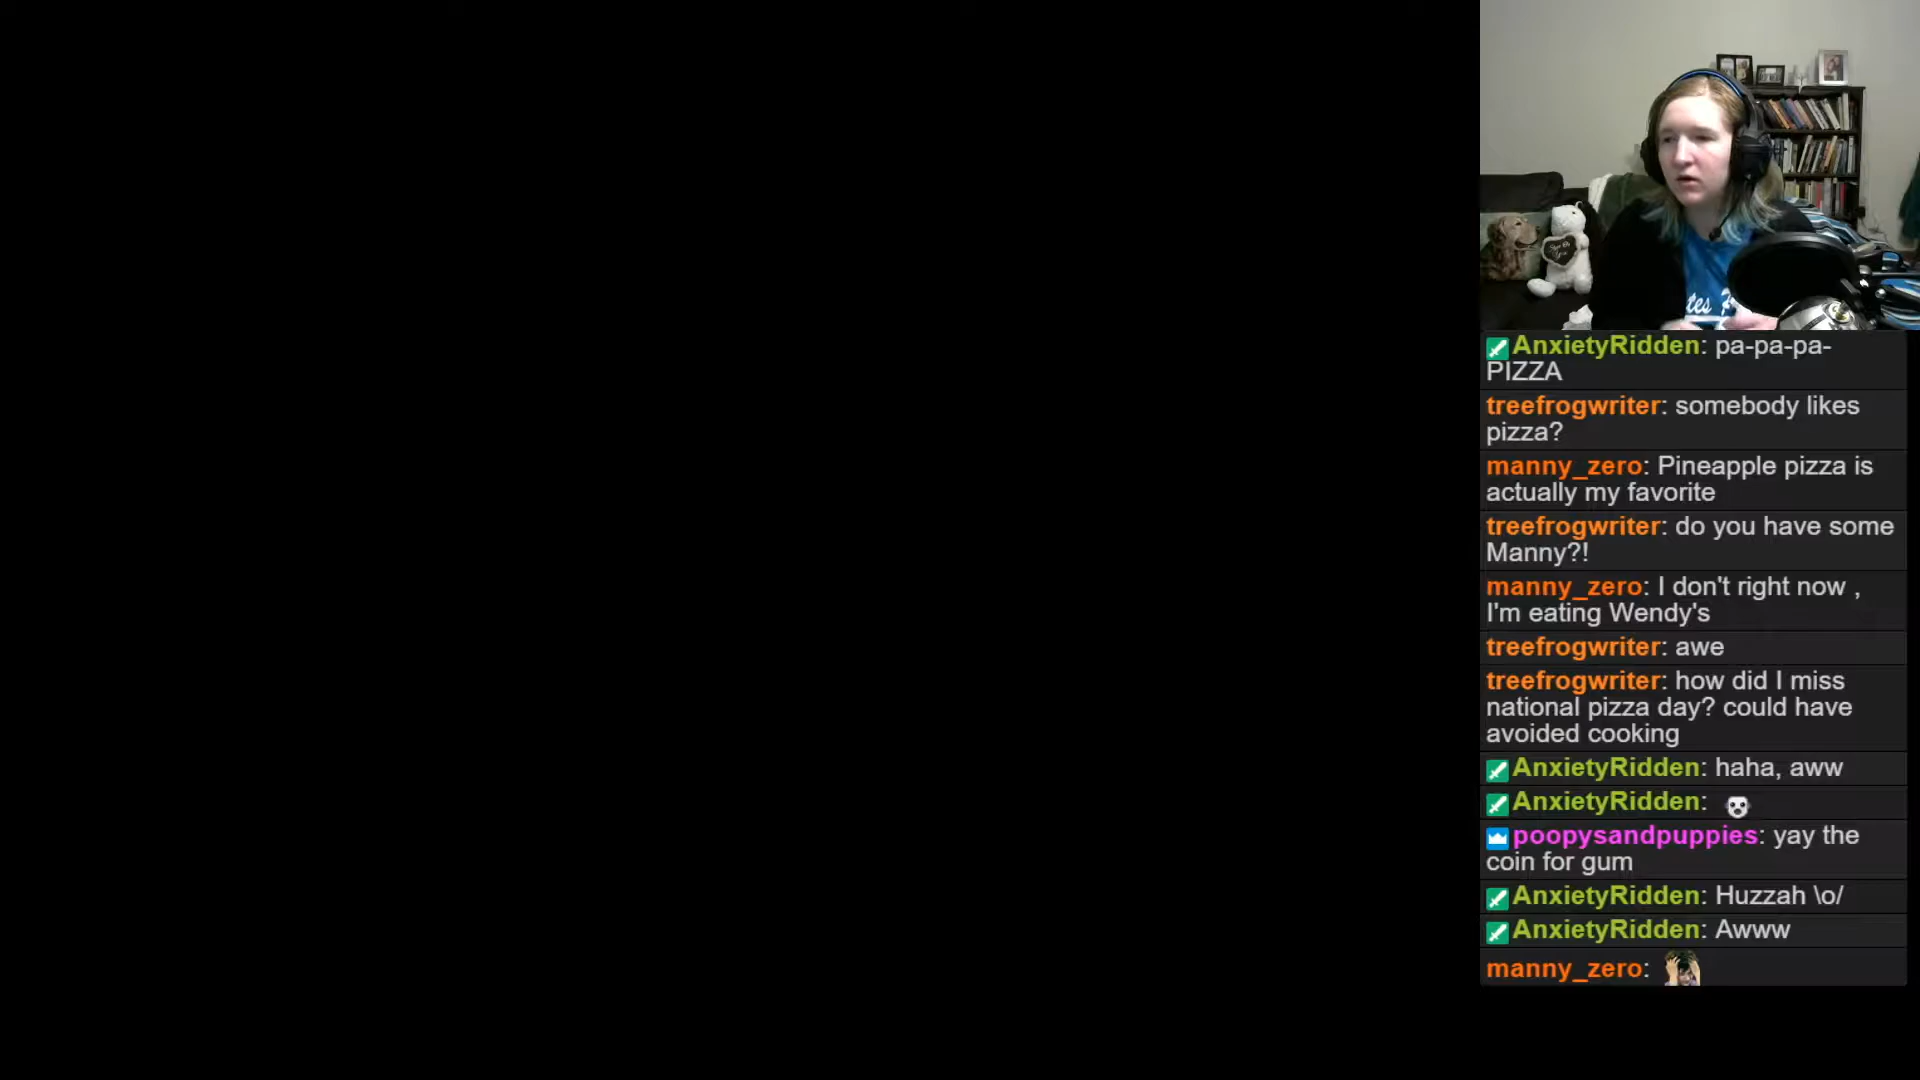 tes
AnxietyRidden: pa-pa-pa-
PIZZA
treefrogwriter: somebody likes
pizza?
manny_zero: Pineapple pizza is
actually my favorite
treefrogwriter: do you have some
Manny?!
manny_zero: I don't right now ,
I'm eating Wendy's
treefrogwriter: awe
treefrogwriter: how did I miss
national pizza day? could have
avoided cooking
AnxietyRidden: haha, aww
AnxietyRidden:
poopysandpuppies: yay the
coin for gum
AnxietyRidden: Huzzah \o/
AnxietyRidden: Awww
manny_zero: